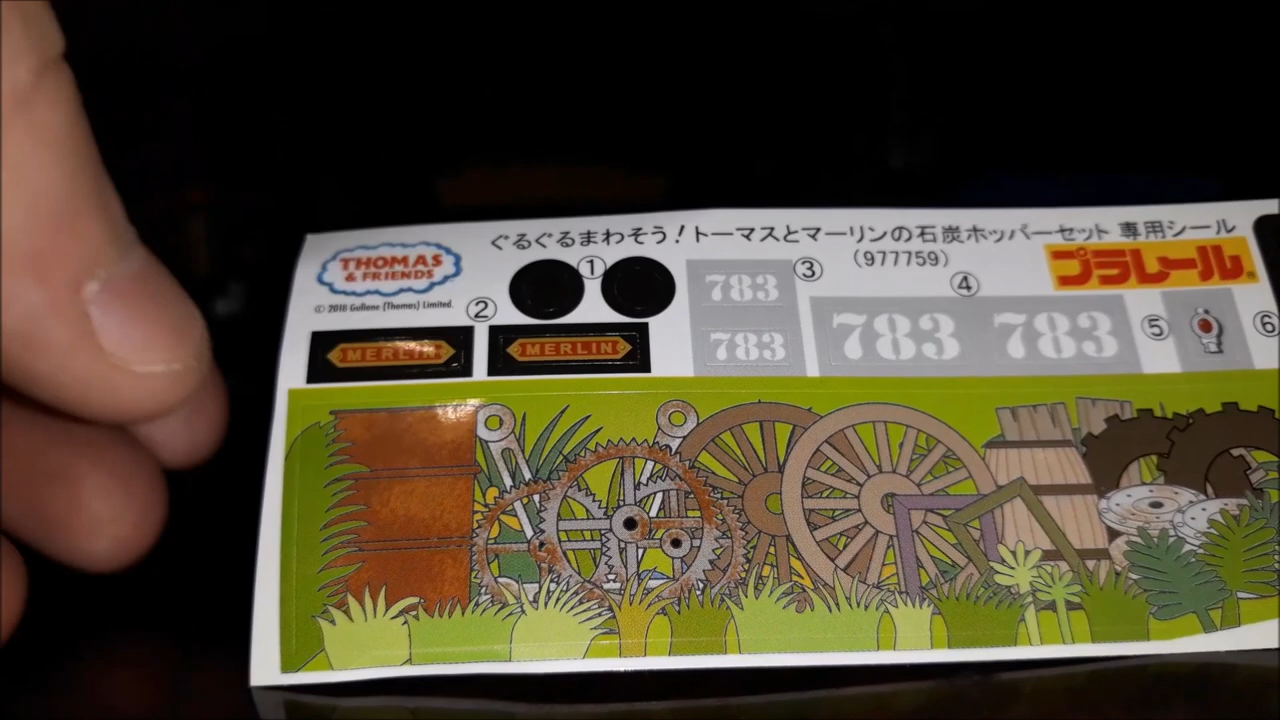 ぐるぐるまわそう!トーマスとマーリンの石炭ホッパーセット 専用シール
(977759)
プラレール®
THOMAS
& FRIENDS
© 2018 Gullane (Thomas) Limited.
①
②
MERLIN
MERLIN
③
783
783
④
783 783
⑤
⑥